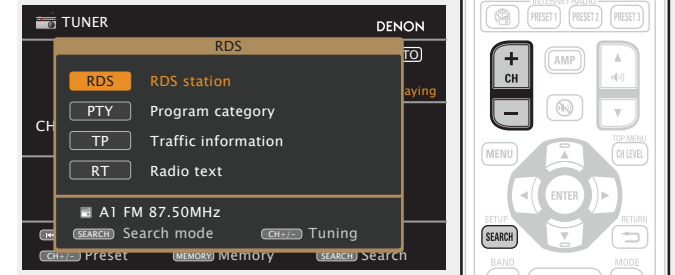 TUNER DENON
RDS
TO
RDS RDS station
aying
PTY Program category
CH
TP Traffic information
RT Radio text
A1 FM 87.50MHz
SEARCH Search mode CH+/- Tuning
CH+/- Preset MEMORY Memory SEARCH Search
INTERNET RADIO
PRESET 1 PRESET 2 PRESET 3
+
CH
–
AMP
TOP MENU
MENU CH LEVEL
ENTER
SETUP RETURN
SEARCH
BAND MODE